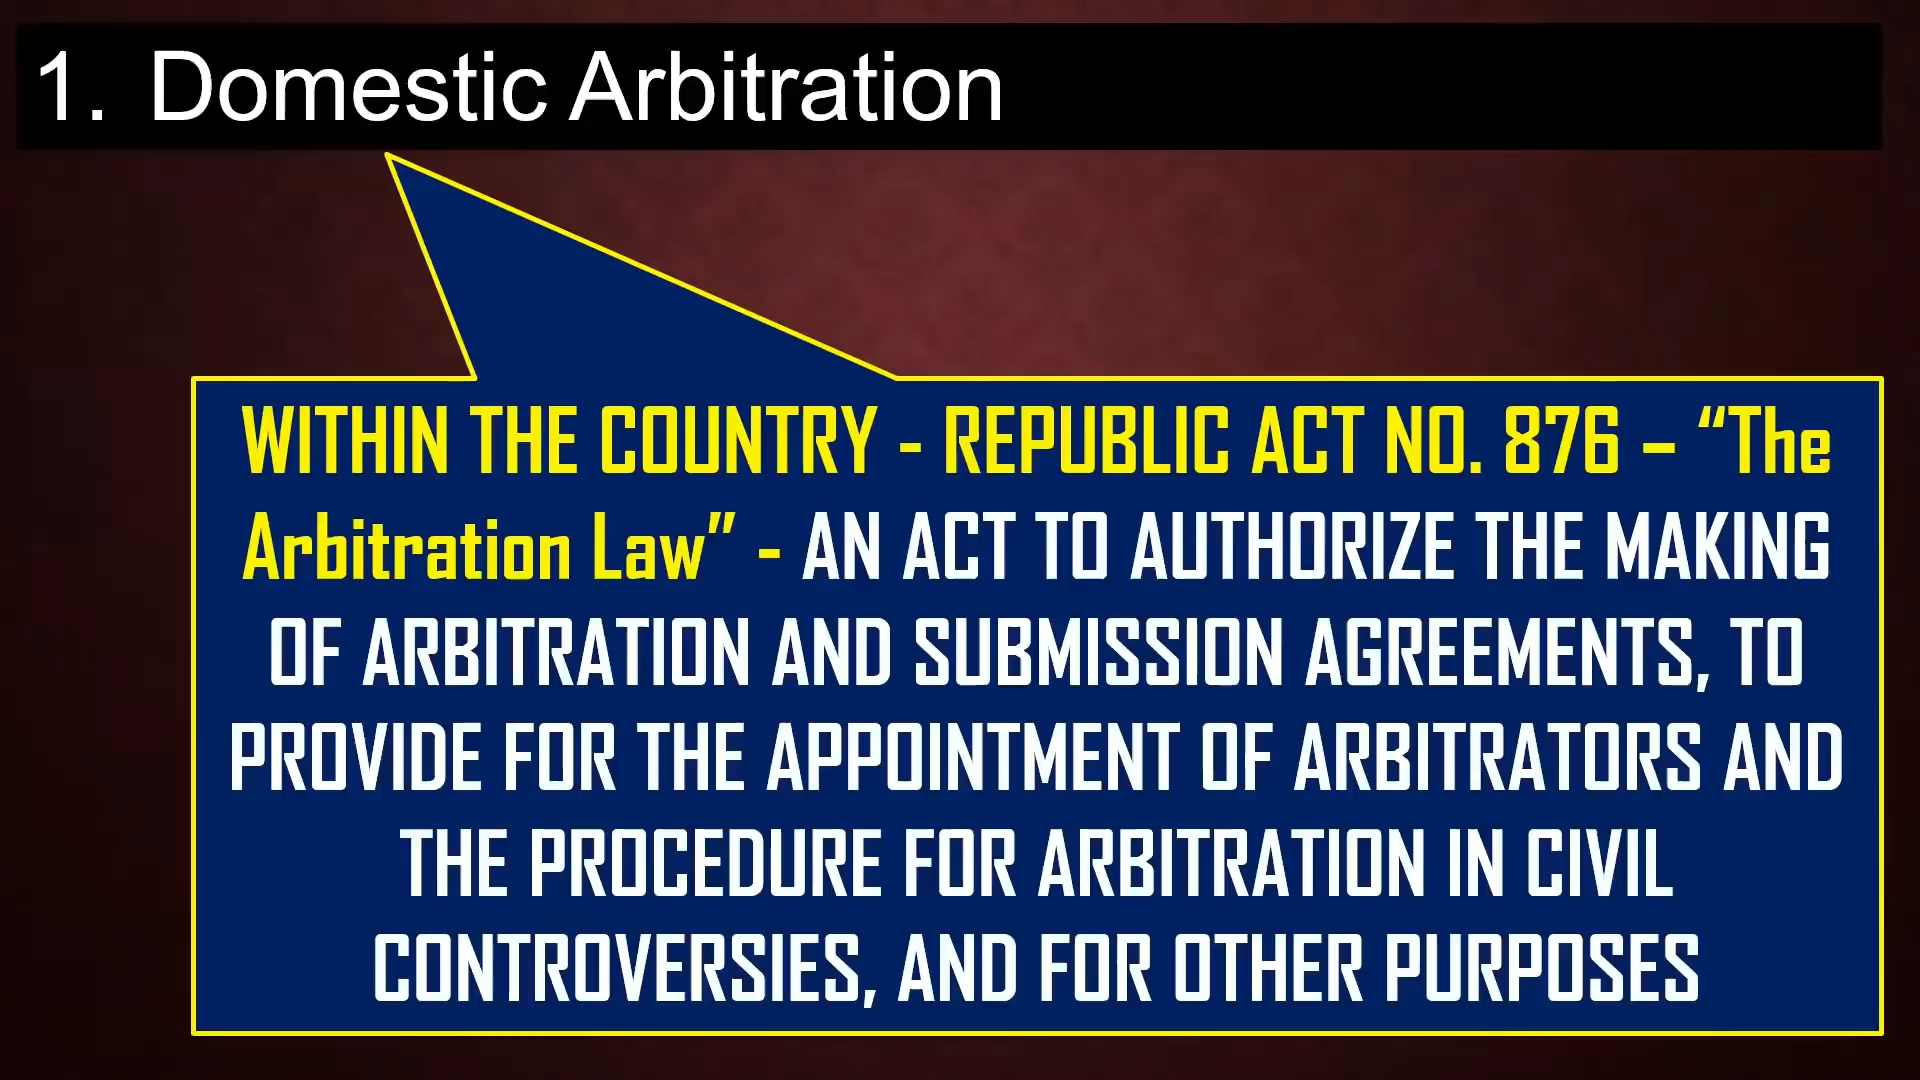 1. Domestic Arbitration
WITHIN THE COUNTRY - REPUBLIC ACT NO. 876 – “The
Arbitration Law” - AN ACT TO AUTHORIZE THE MAKING
OF ARBITRATION AND SUBMISSION AGREEMENTS, TO
PROVIDE FOR THE APPOINTMENT OF ARBITRATORS AND
THE PROCEDURE FOR ARBITRATION IN CIVIL
CONTROVERSIES, AND FOR OTHER PURPOSES